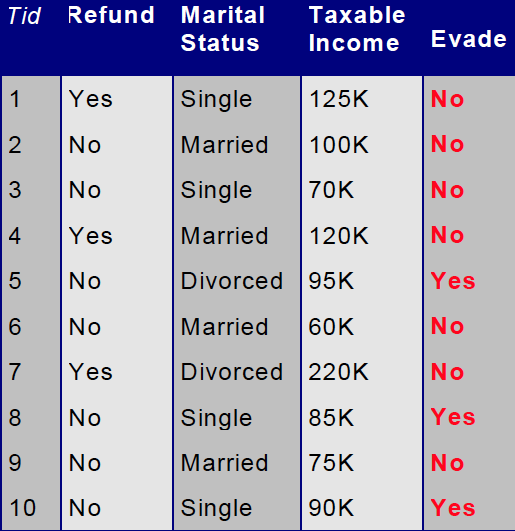 Tid Refund Marital Status Taxable Income Evade
1 Yes Single 125K No
2 No Married 100K No
3 No Single 70K No
4 Yes Married 120K No
5 No Divorced 95K Yes
6 No Married 60K No
7 Yes Divorced 220K No
8 No Single 85K Yes
9 No Married 75K No
10 No Single 90K Yes